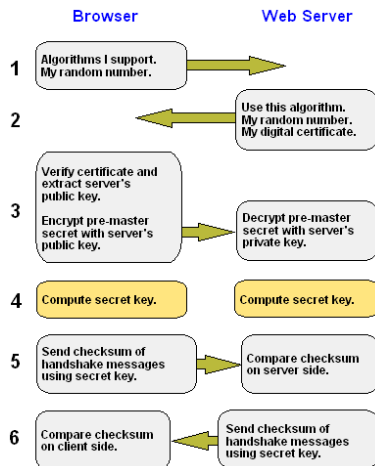 Browser
Web Server
1
Algorithms I support.
My random number.
2
Use this algorithm.
My random number.
My digital certificate.
3
Verify certificate and
extract server's
public key.
Encrypt pre-master
secret with server's
public key.
Decrypt pre-master
secret with server's
private key.
4
Compute secret key.
Compute secret key.
5
Send checksum of
handshake messages
using secret key.
Compare checksum
on server side.
6
Compare checksum
on client side.
Send checksum of
handshake messages
using secret key.